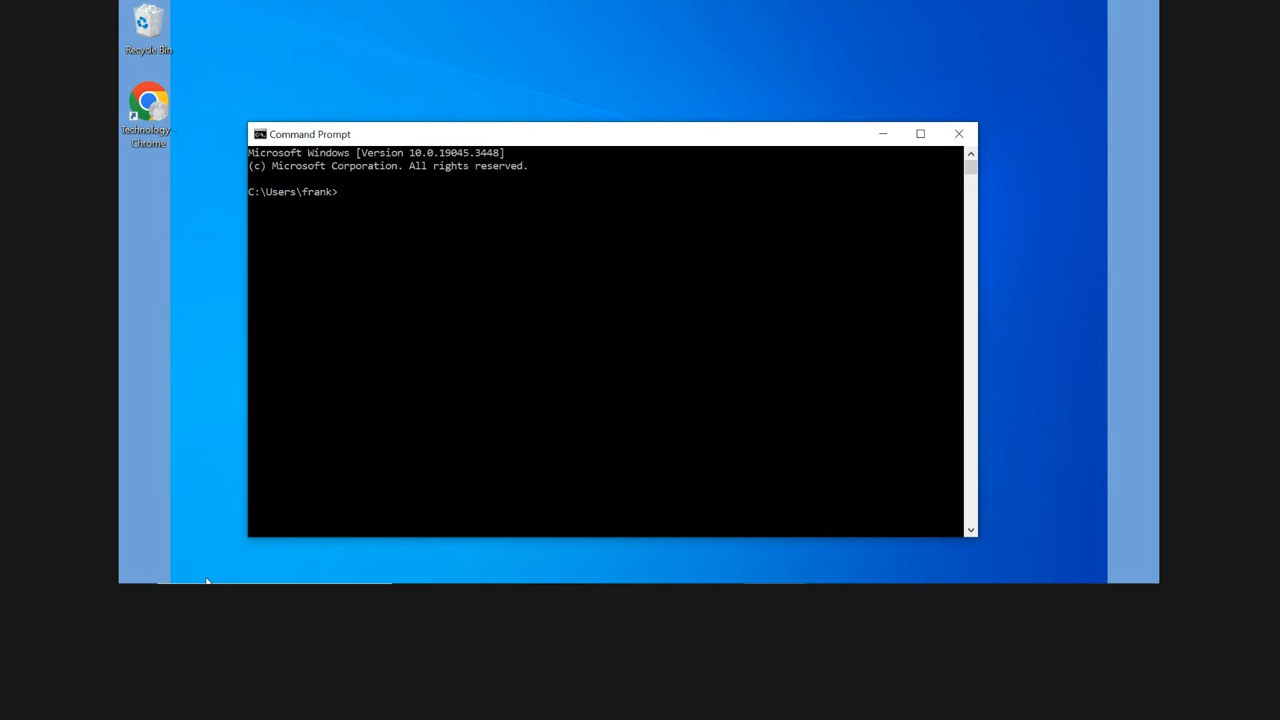 Recycle Bin
Technology -
Chrome
Command Prompt
Microsoft Windows [Version 10.0.19045.3448]
(c) Microsoft Corporation. All rights reserved.
C:\Users\frank>